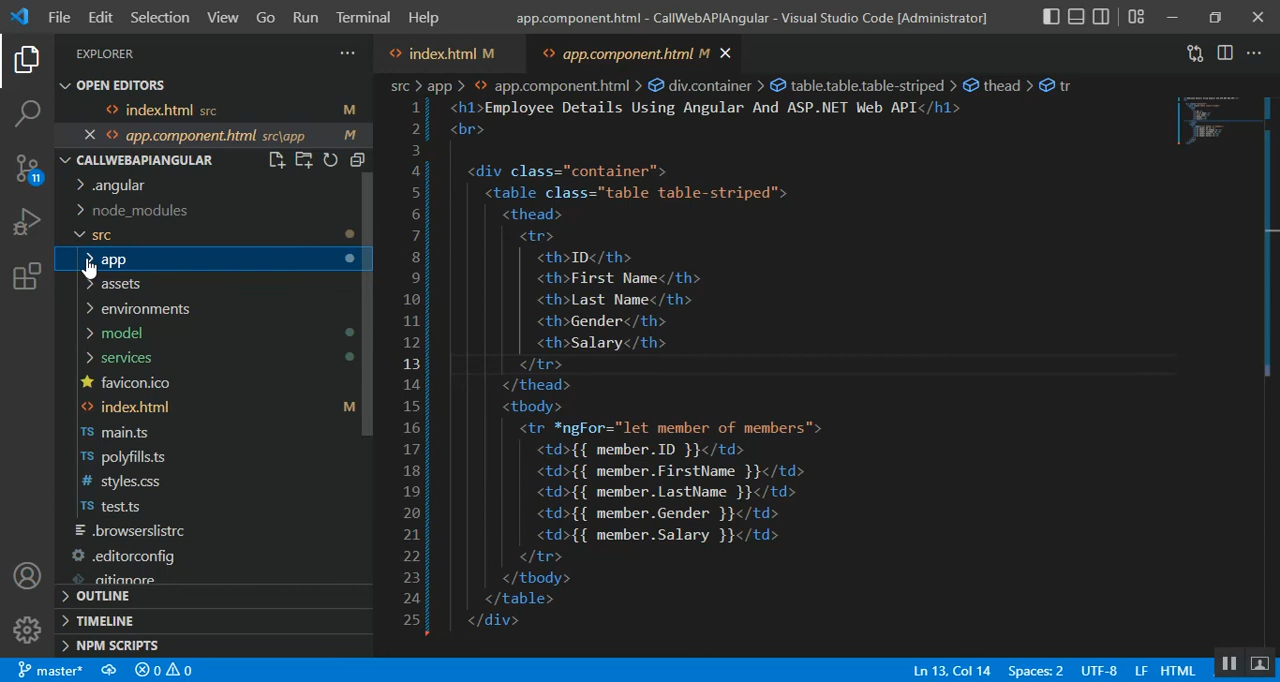 File Edit Selection View Go Run Terminal Help
app.component.html - CallWebAPIAngular - Visual Studio Code [Administrator]
EXPLORER
OPEN EDITORS
index.html src M
app.component.html src\app M
CALLWEBAPIANGULAR
.angular
node_modules
src
app
assets
environments
model
services
favicon.ico
index.html M
TS main.ts
TS polyfills.ts
# styles.css
TS test.ts
.browserslistrc
.editorconfig
.gitignore
OUTLINE
TIMELINE
NPM SCRIPTS
11
index.html M
app.component.html M
src > app > app.component.html > div.container > table.table.table-striped > thead > tr
1 <h1>Employee Details Using Angular And ASP.NET Web API</h1>
2 <br>
3
4 <div class="container">
5 <table class="table table-striped">
6 <thead>
7 <tr>
8 <th>ID</th>
9 <th>First Name</th>
10 <th>Last Name</th>
11 <th>Gender</th>
12 <th>Salary</th>
13 </tr>
14 </thead>
15 <tbody>
16 <tr *ngFor="let member of members">
17 <td>{{ member.ID }}</td>
18 <td>{{ member.FirstName }}</td>
19 <td>{{ member.LastName }}</td>
20 <td>{{ member.Gender }}</td>
21 <td>{{ member.Salary }}</td>
22 </tr>
23 </tbody>
24 </table>
25 </div>
master* 0 0 Ln 13, Col 14 Spaces: 2 UTF-8 LF HTML